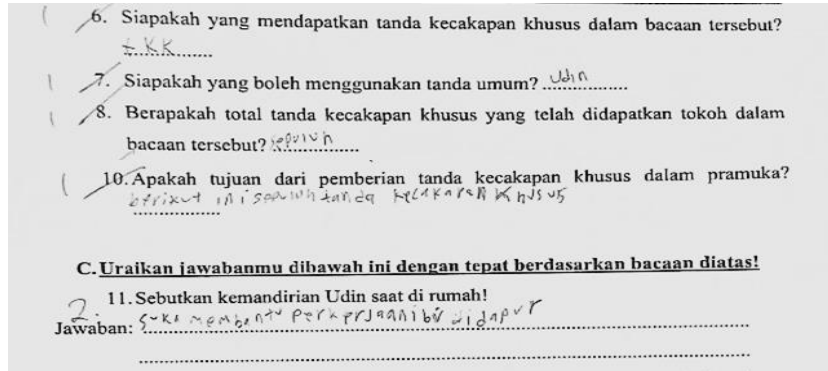 6. Siapakah yang mendapatkan tanda kecakapan khusus dalam bacaan tersebut?
t.KK........
7. Siapakah yang boleh menggunakan tanda umum? Udin
8. Berapakah total tanda kecakapan khusus yang telah didapatkan tokoh dalam
bacaan tersebut? sepuluh
10. Apakah tujuan dari pemberian tanda kecakapan khusus dalam pramuka?
berikut ini sepuluh tanda kecakapan khusus
C. Uraikan jawabanmu dibawah ini dengan tepat berdasarkan bacaan diatas!
11. Sebutkan kemandirian Udin saat di rumah!
2
Jawaban: suka membantu perkerjaan ibu didapur